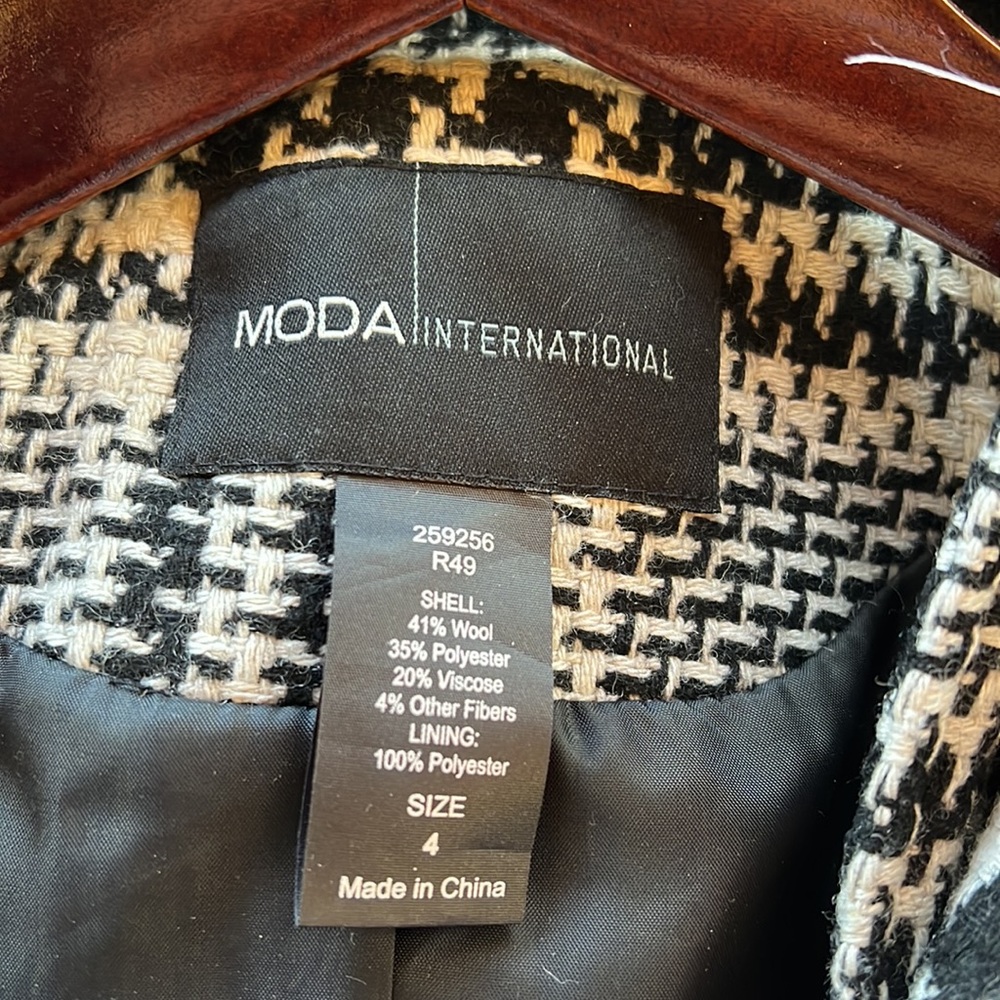 MODA INTERNATIONAL
259256
R49
SHELL:
41% Wool
35% Polyester
20% Viscose
4% Other Fibers
LINING:
100% Polyester
SIZE
4
Made in China